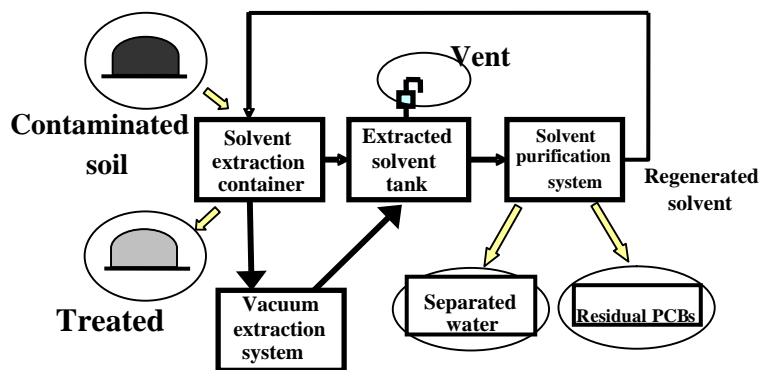 Vent
Contaminated
soil
Solvent
extraction
container
Extracted
solvent
tank
Solvent
purification
system
Regenerated
solvent
Treated
Vacuum
extraction
system
Separated
water
Residual PCBs